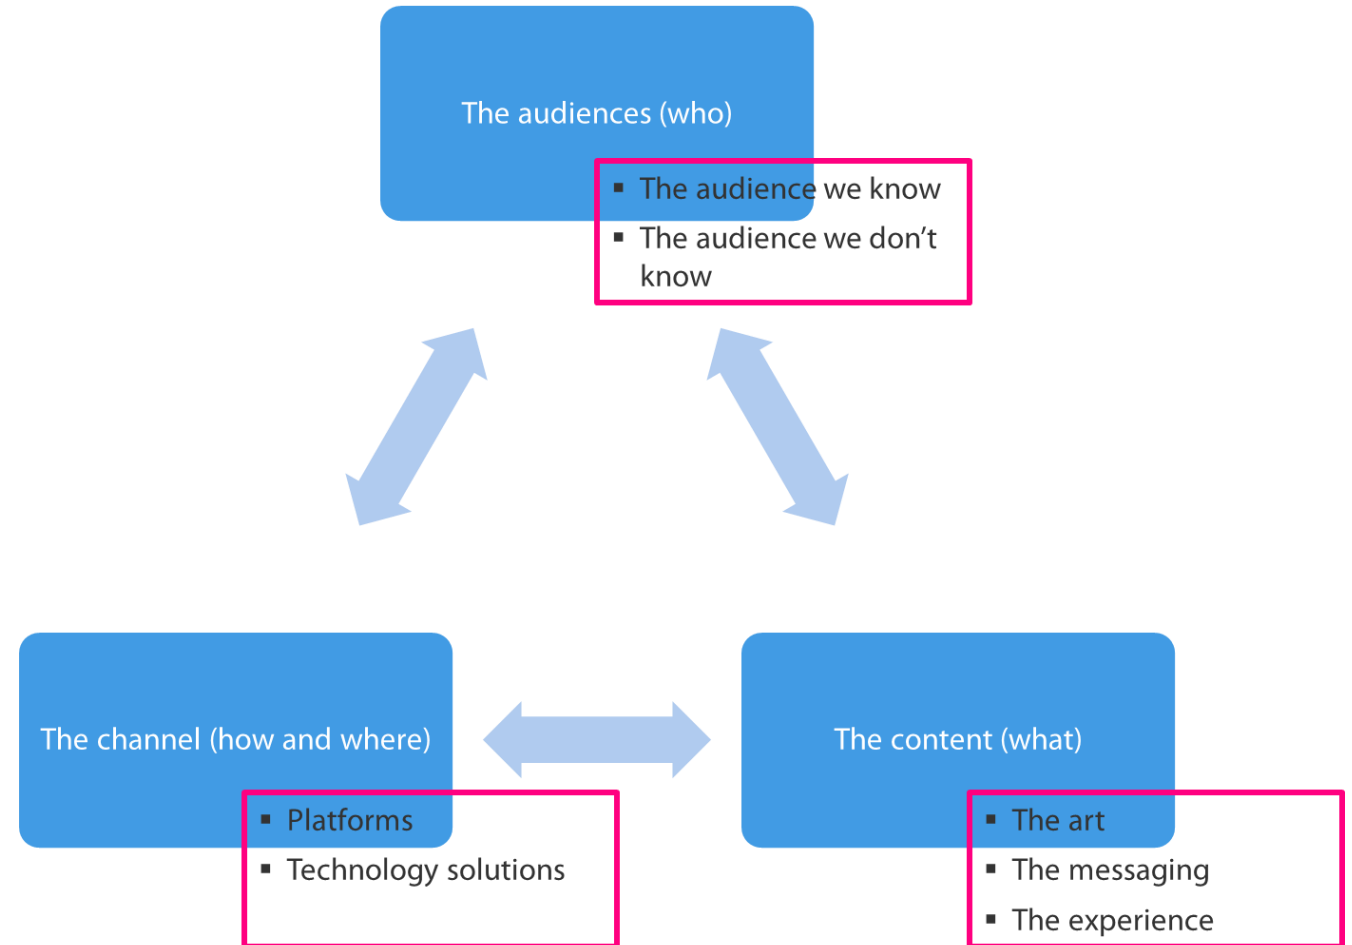 The audiences (who)
▪ The audience we know
▪ The audience we don’t
know
The channel (how and where)
▪ Platforms
▪ Technology solutions
The content (what)
▪ The art
▪ The messaging
▪ The experience